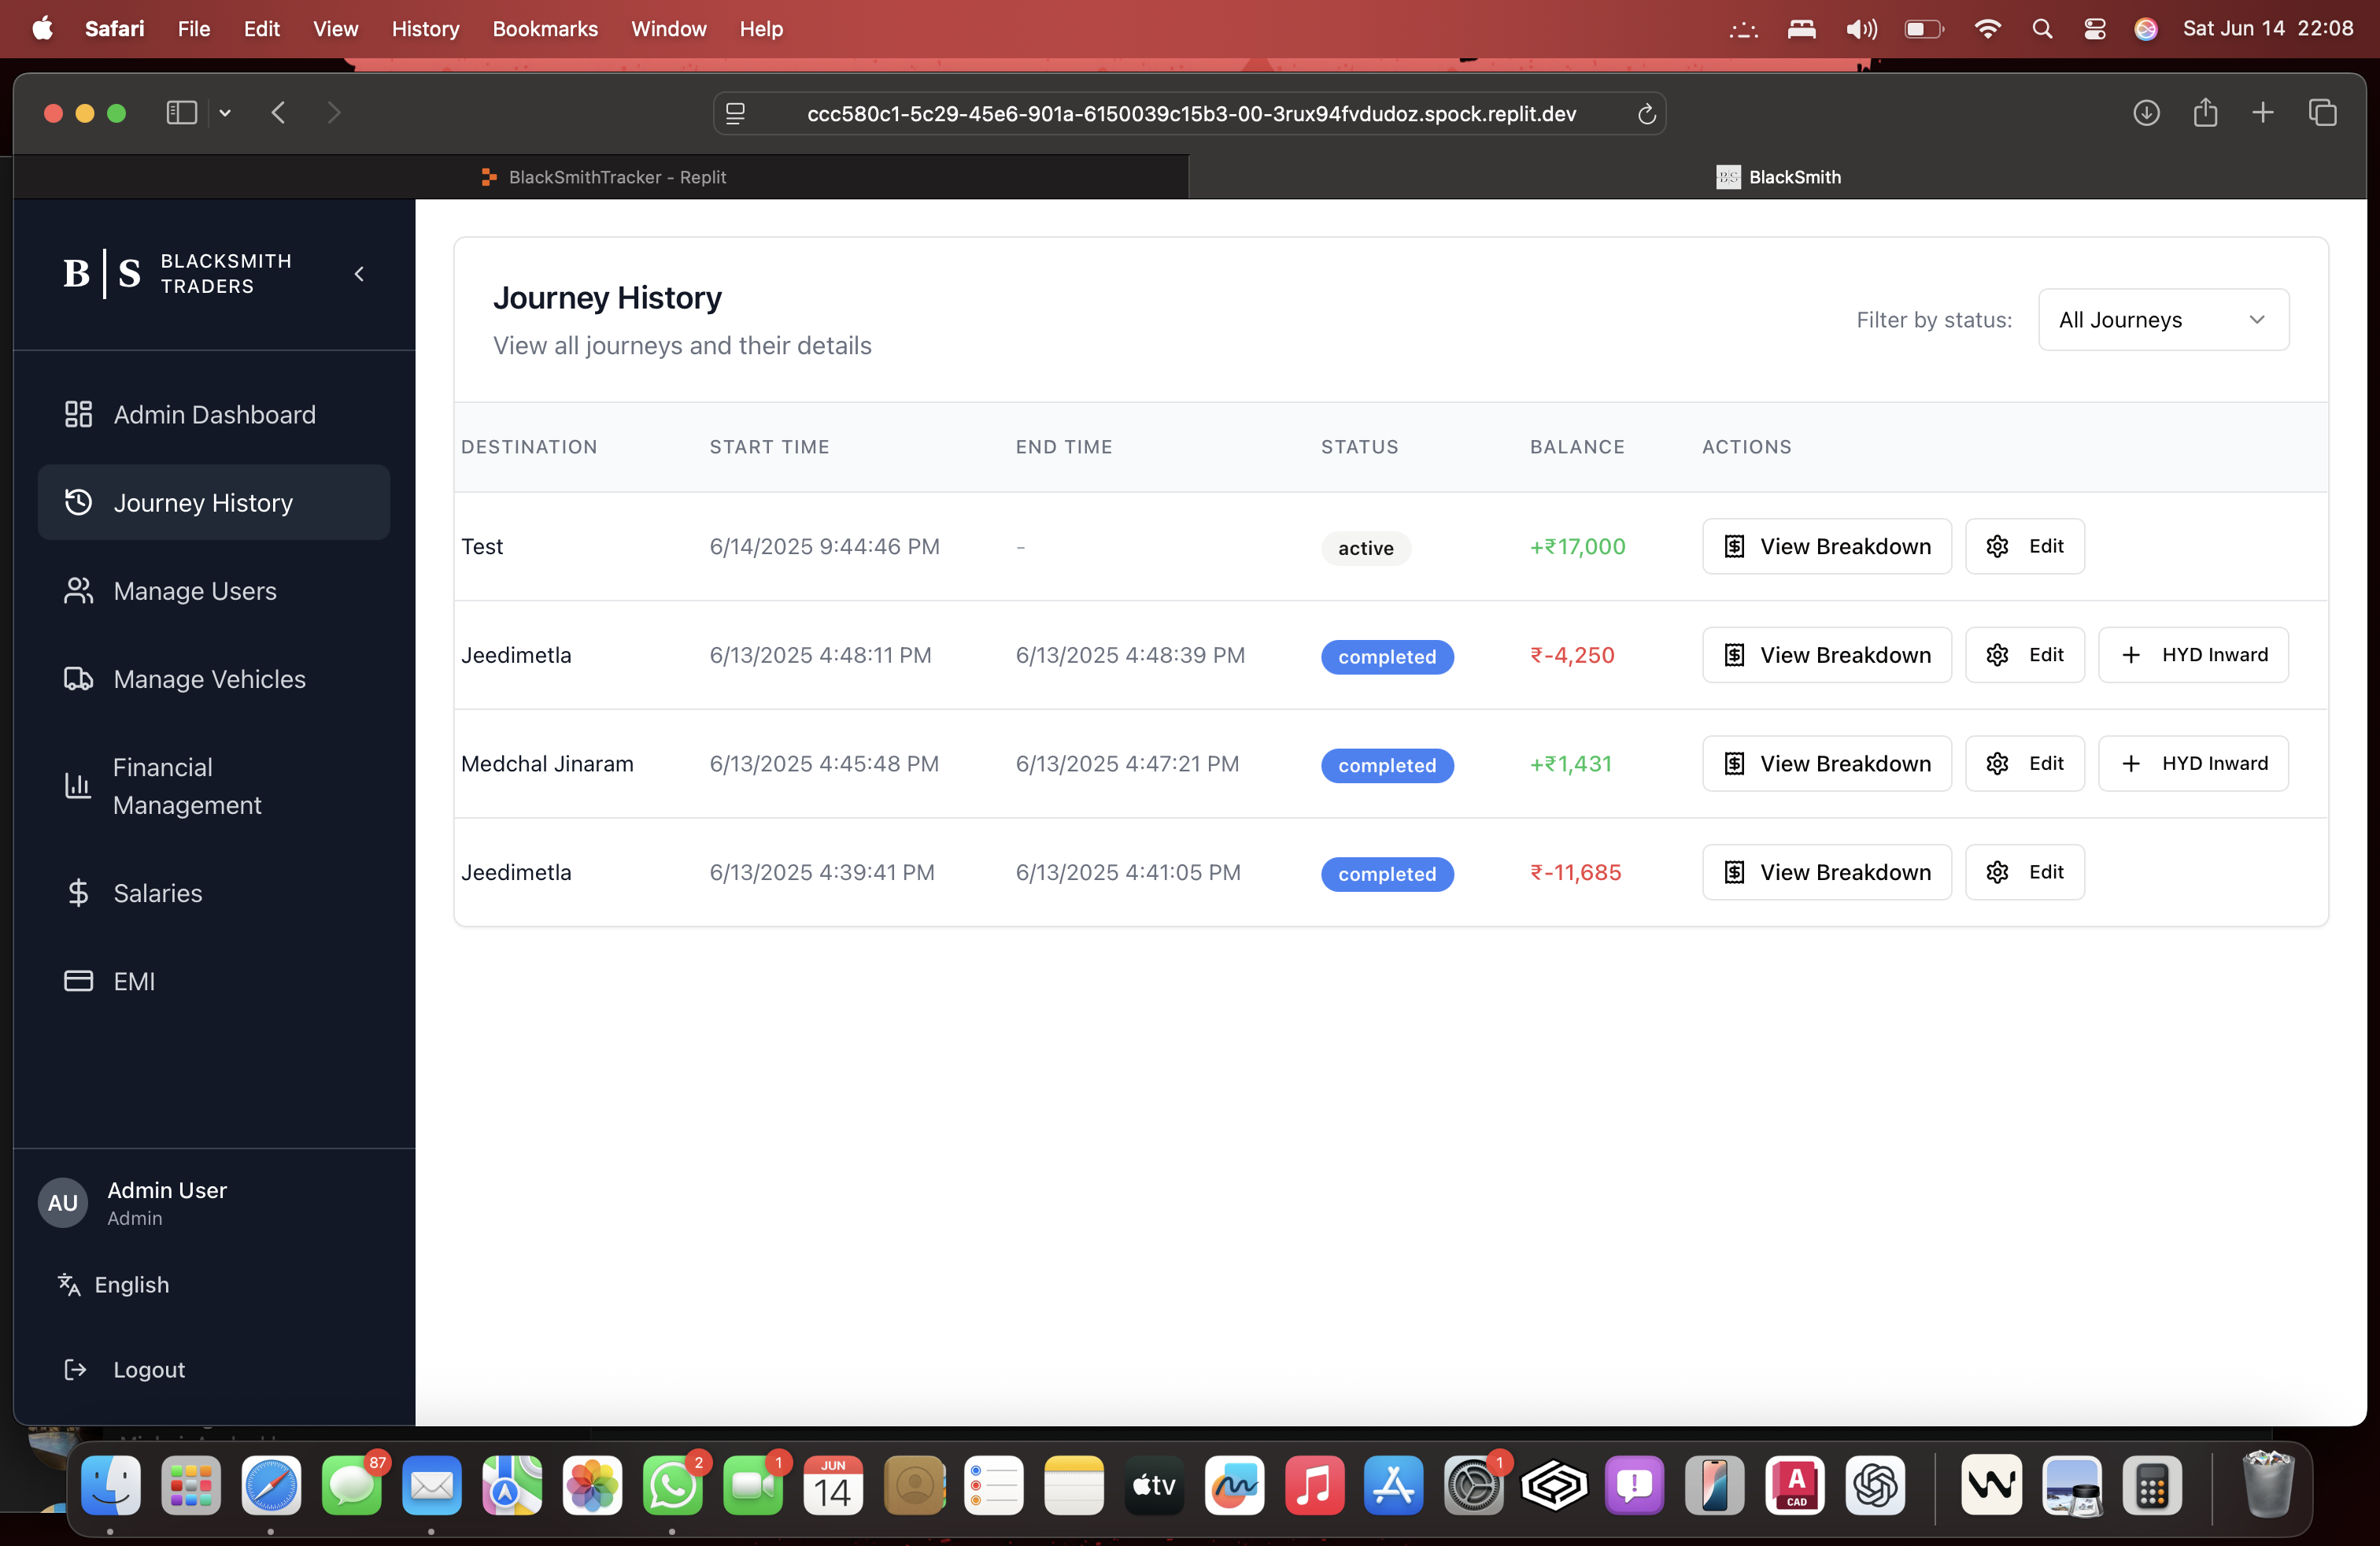 Safari File Edit View History Bookmarks Window Help Sat Jun 14 22:08
ccc580c1-5c29-45e6-901a-6150039c15b3-00-3rux94fvdudoz.spock.replit.dev
BlackSmithTracker - Replit
B|S BlackSmith
B|S BLACKSMITH
TRADERS
Admin Dashboard
Journey History
Manage Users
Manage Vehicles
Financial
Management
Salaries
EMI
AU Admin User
Admin
English
Logout
Journey History
View all journeys and their details
Filter by status: All Journeys
DESTINATION START TIME END TIME STATUS BALANCE ACTIONS
Test 6/14/2025 9:44:46 PM - active +₹17,000 View Breakdown Edit
Jeedimetla 6/13/2025 4:48:11 PM 6/13/2025 4:48:39 PM completed ₹-4,250 View Breakdown Edit + HYD Inward
Medchal Jinaram 6/13/2025 4:45:48 PM 6/13/2025 4:47:21 PM completed +₹1,431 View Breakdown Edit + HYD Inward
Jeedimetla 6/13/2025 4:39:41 PM 6/13/2025 4:41:05 PM completed ₹-11,685 View Breakdown Edit
87 2 1 JUN 14 tv 1 A CAD